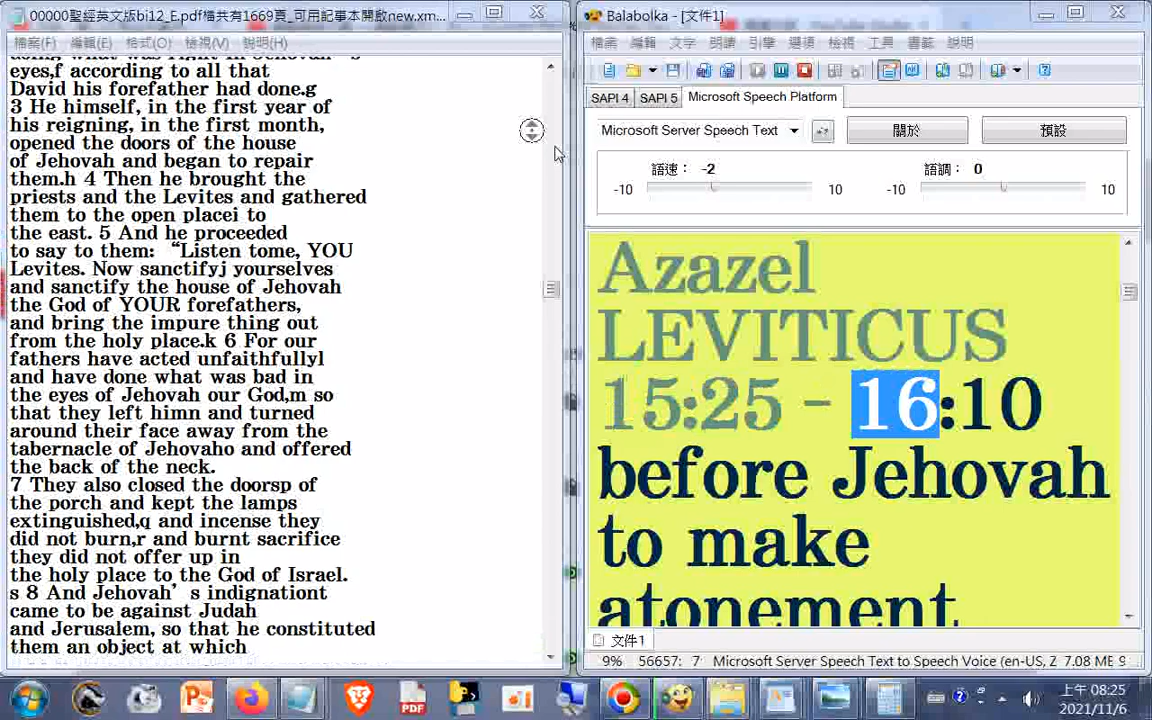 00000聖經英文版bi12_E.pdf檔共有1669頁_可用記事本開啟new.xm...
檔案(F) 編輯(E) 格式(O) 檢視(V) 說明(H)
eyes,f according to all that
David his forefather had done.g
3 He himself, in the first year of
his reigning, in the first month,
opened the doors of the house
of Jehovah and began to repair
them.h 4 Then he brought the
priests and the Levites and gathered
them to the open placei to
the east. 5 And he proceeded
to say to them: “Listen tome, YOU
Levites. Now sanctifyj yourselves
and sanctify the house of Jehovah
the God of YOUR forefathers,
and bring the impure thing out
from the holy place.k 6 For our
fathers have acted unfaithfullyl
and have done what was bad in
the eyes of Jehovah our God,m so
that they left himn and turned
around their face away from the
tabernacle of Jehovaho and offered
the back of the neck.
7 They also closed the doorsp of
the porch and kept the lamps
extinguished,q and incense they
did not burn,r and burnt sacrifice
they did not offer up in
the holy place to the God of Israel.
s 8 And Jehovah’s indignationt
came to be against Judah
and Jerusalem, so that he constituted
them an object at which
Balabolka - [文件1]
檔案 編輯 文字 朗讀 引擎 選項 檢視 工具 書籤 說明
SAPI 4 SAPI 5 Microsoft Speech Platform
Microsoft Server Speech Text 關於 預設
語速: -2 語調: 0
-10 10 -10 10
Azazel
LEVITICUS
15:25 - 16:10
before Jehovah
to make
atonement
文件1
9% 56657: 7 Microsoft Server Speech Text to Speech Voice (en-US, Z 7.08 MB 9
上午 08:25
2021/11/6